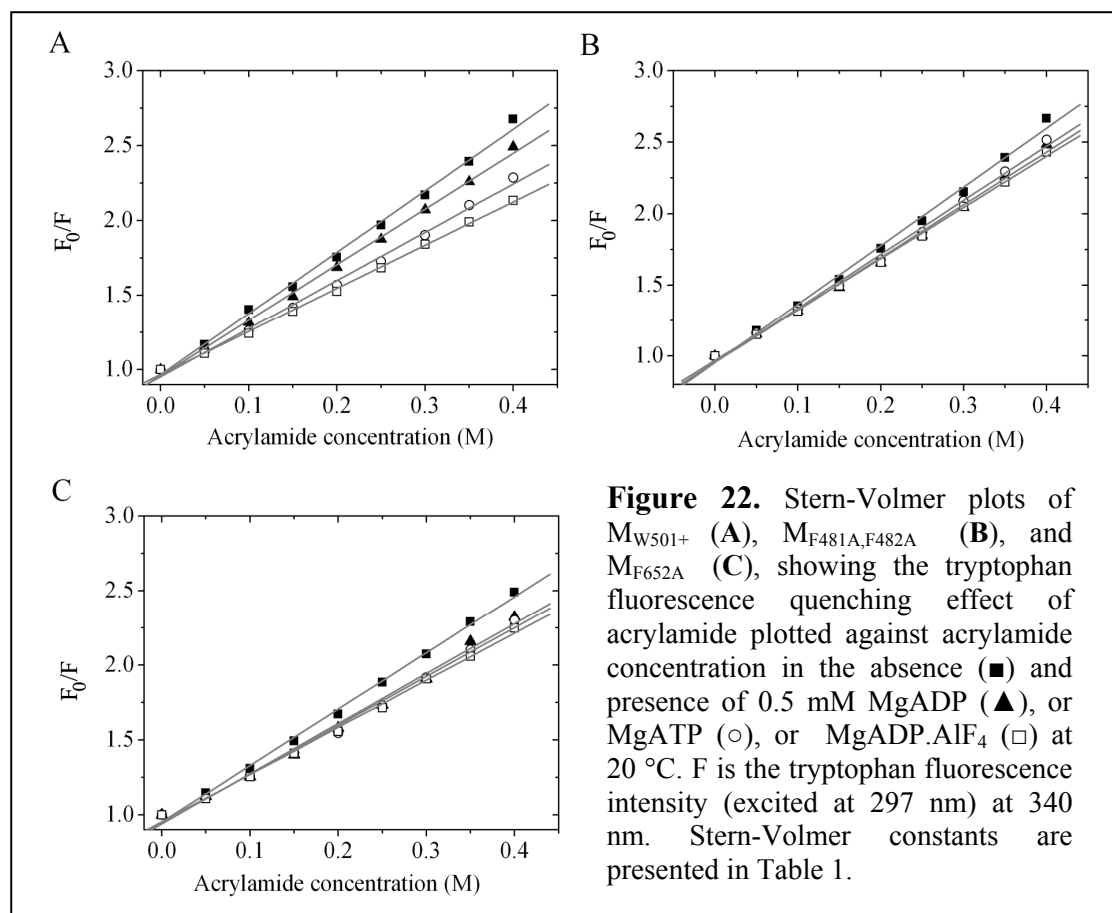 A
3.0
2.5
2.0
1.5
1.0
F₀/F
0.0 0.1 0.2 0.3 0.4
Acrylamide concentration (M)
B
3.0
2.5
2.0
1.5
1.0
F₀/F
0.0 0.1 0.2 0.3 0.4
Acrylamide concentration (M)
C
3.0
2.5
2.0
1.5
1.0
F₀/F
0.0 0.1 0.2 0.3 0.4
Acrylamide concentration (M)
Figure 22. Stern-Volmer plots of
M_W501+ (A), M_F481A,F482A (B), and
M_F652A (C), showing the tryptophan
fluorescence quenching effect of
acrylamide plotted against acrylamide
concentration in the absence (■) and
presence of 0.5 mM MgADP (▲), or
MgATP (○), or MgADP.AlF₄ (□) at
20 °C. F is the tryptophan fluorescence
intensity (excited at 297 nm) at 340
nm. Stern-Volmer constants are
presented in Table 1.